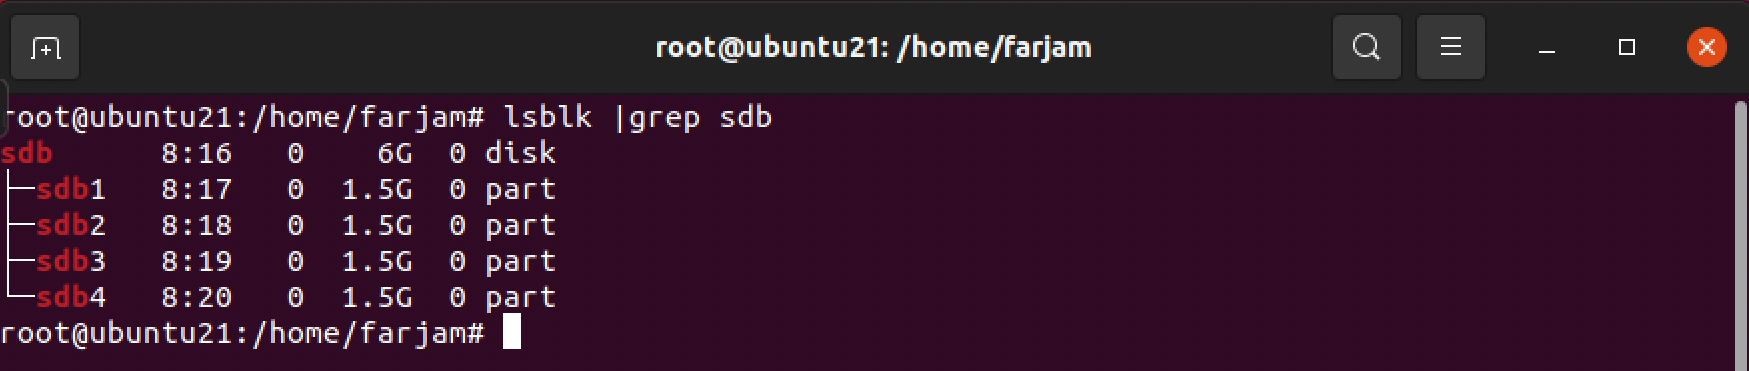 root@ubuntu21: /home/farjam
root@ubuntu21:/home/farjam# lsblk |grep sdb
sdb      8:16   0    6G  0 disk
├─sdb1   8:17   0  1.5G  0 part
├─sdb2   8:18   0  1.5G  0 part
├─sdb3   8:19   0  1.5G  0 part
└─sdb4   8:20   0  1.5G  0 part
root@ubuntu21:/home/farjam#